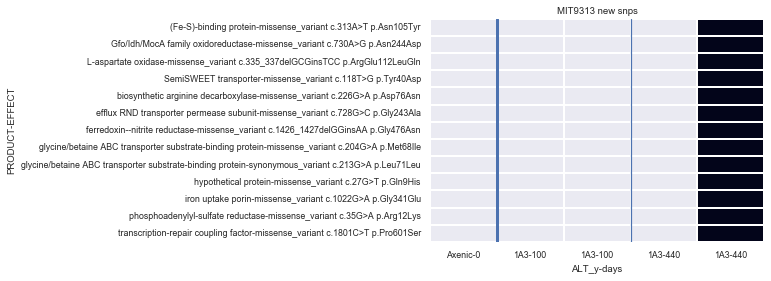 MIT9313 new snps
(Fe-S)-binding protein-missense_variant c.313A>T p.Asn105Tyr
Gfo/Idh/MocA family oxidoreductase-missense_variant c.730A>G p.Asn244Asp
L-aspartate oxidase-missense_variant c.335_337delGCGinsTCC p.ArgGlu112LeuGln
SemiSWEET transporter-missense_variant c.118T>G p.Tyr40Asp
biosynthetic arginine decarboxylase-missense_variant c.226G>A p.Asp76Asn
efflux RND transporter permease subunit-missense_variant c.728G>C p.Gly243Ala
ferredoxin--nitrite reductase-missense_variant c.1426_1427delGGinsAA p.Gly476Asn
glycine/betaine ABC transporter substrate-binding protein-missense_variant c.204G>A p.Met68Ile
glycine/betaine ABC transporter substrate-binding protein-synonymous_variant c.213G>A p.Leu71Leu
hypothetical protein-missense_variant c.27G>T p.Gln9His
iron uptake porin-missense_variant c.1022G>A p.Gly341Glu
phosphoadenylyl-sulfate reductase-missense_variant c.35G>A p.Arg12Lys
transcription-repair coupling factor-missense_variant c.1801C>T p.Pro601Ser
PRODUCT-EFFECT
Axenic-0 1A3-100 1A3-100 1A3-440 1A3-440
ALT_y-days